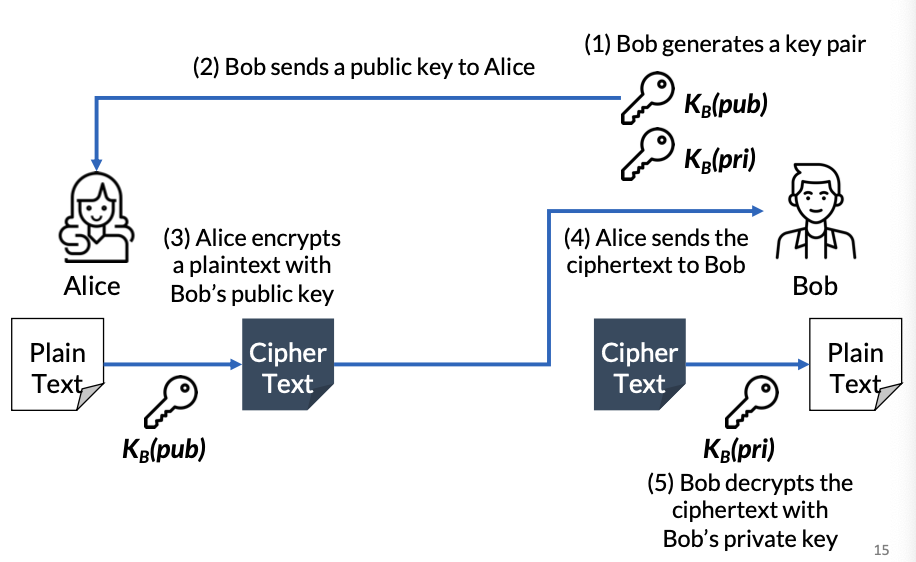 (1) Bob generates a key pair
(2) Bob sends a public key to Alice
K_B(pub)
K_B(pri)
(3) Alice encrypts
a plaintext with
Bob's public key
(4) Alice sends the
ciphertext to Bob
Alice
Bob
Plain
Text
Cipher
Text
Cipher
Text
Plain
Text
K_B(pub)
K_B(pri)
(5) Bob decrypts the
ciphertext with
Bob's private key
15